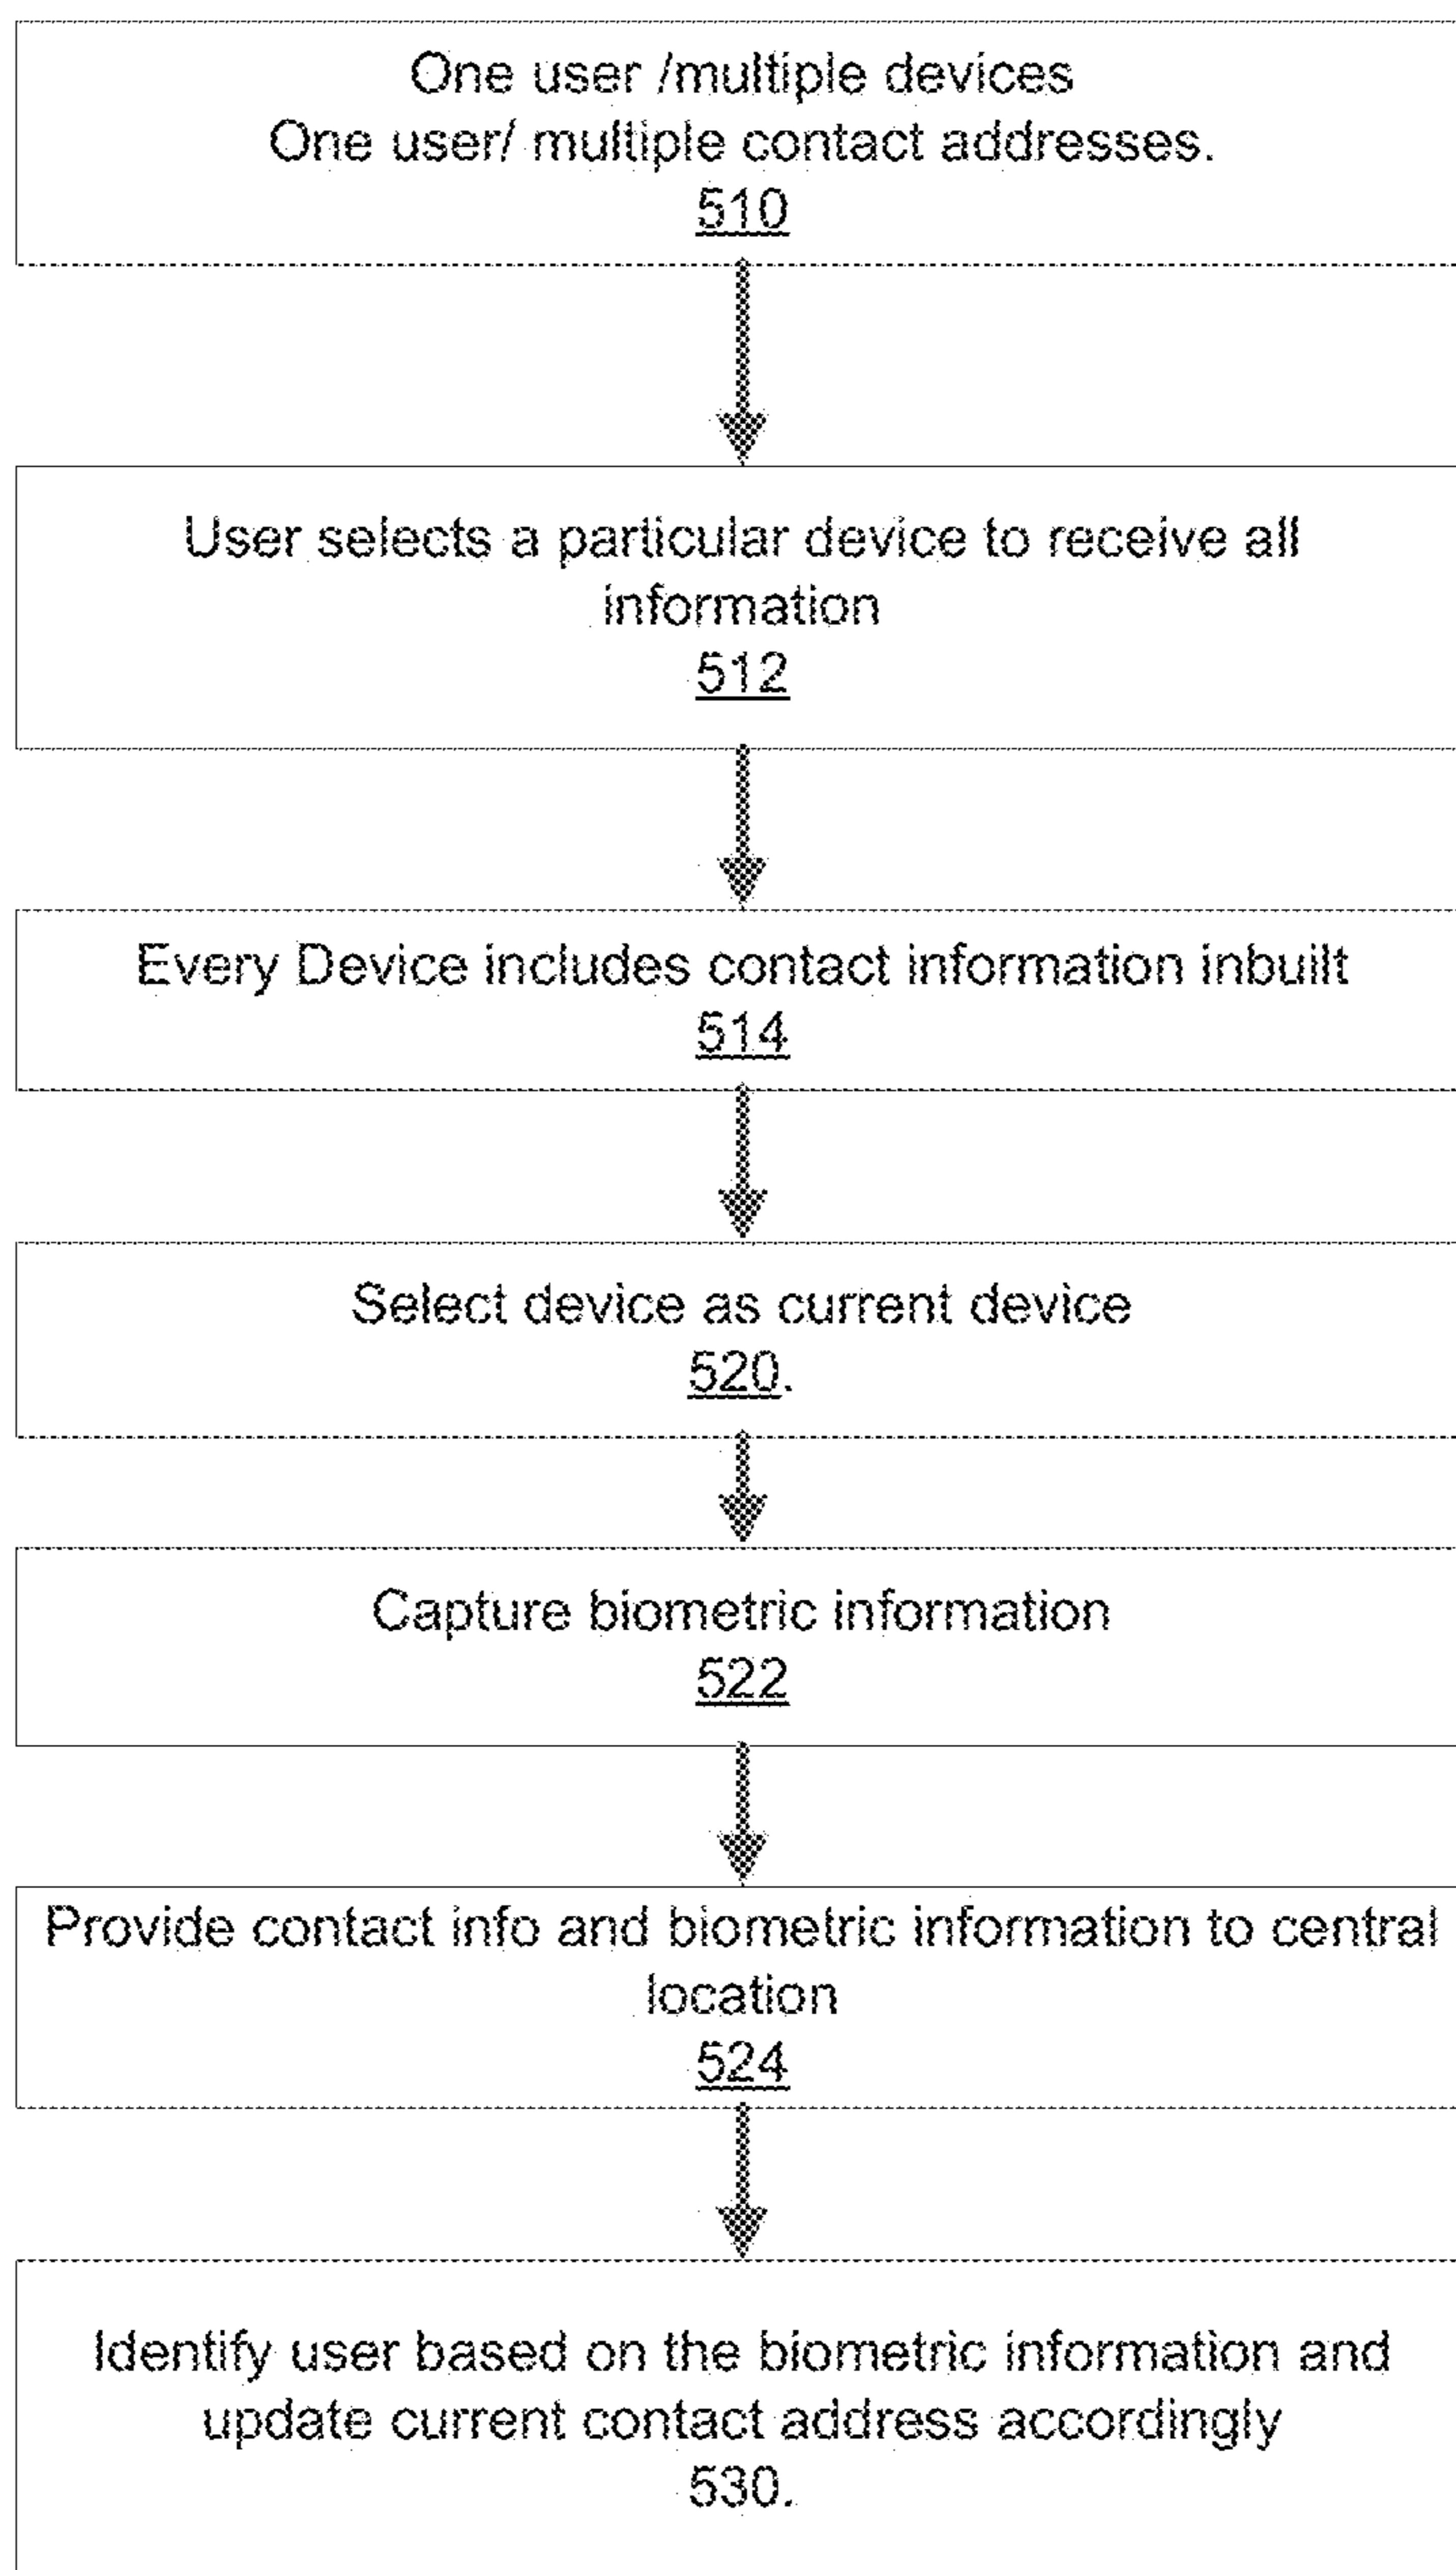 One user /multiple devices
One user/ multiple contact addresses.
510
User selects a particular device to receive all
information
512
Every Device includes contact information inbuilt
514
Select device as current device
520.
Capture biometric information
522
Provide contact info and biometric information to central
location
524
Identify user based on the biometric information and
update current contact address accordingly
530.